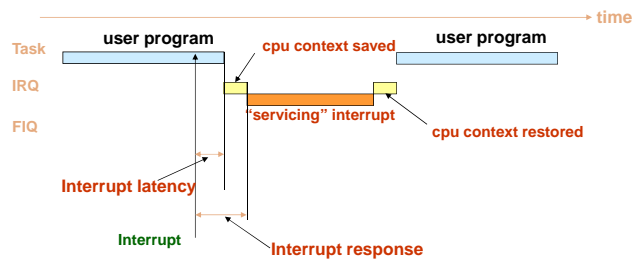 time
user program
user program
cpu context saved
Task
IRQ
"servicing" interrupt
FIQ
cpu context restored
Interrupt latency
Interrupt
Interrupt response